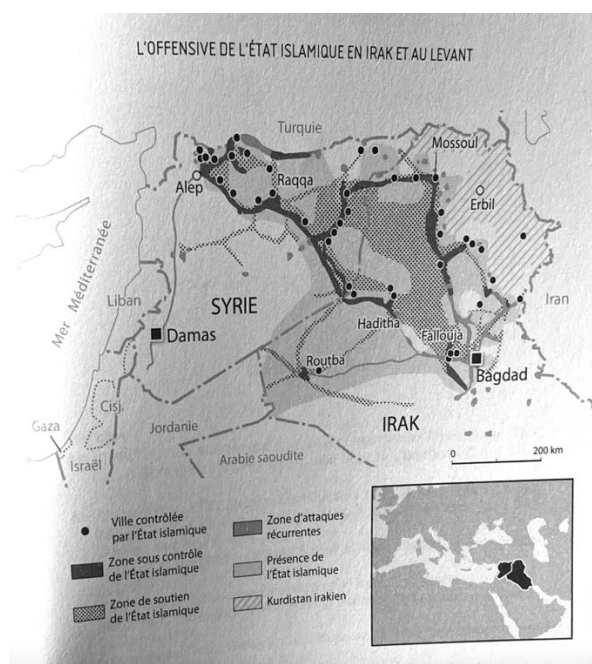 L'OFFENSIVE DE L'ÉTAT ISLAMIQUE EN IRAK ET AU LEVANT
Turquie
Mossoul
Alep
Raqqa
Erbil
Mer Méditerranée
Liban
SYRIE
Iran
Damas
Haditha
Fallouja
Routba
Bagdad
Cisj.
Gaza
Jordanie
IRAK
Israël
Arabie saoudite
0 200 km
Ville contrôlée
par l'État islamique
Zone sous contrôle
de l'État islamique
Zone de soutien
de l'État islamique
Zone d'attaques
récurrentes
Présence de
l'État islamique
Kurdistan irakien